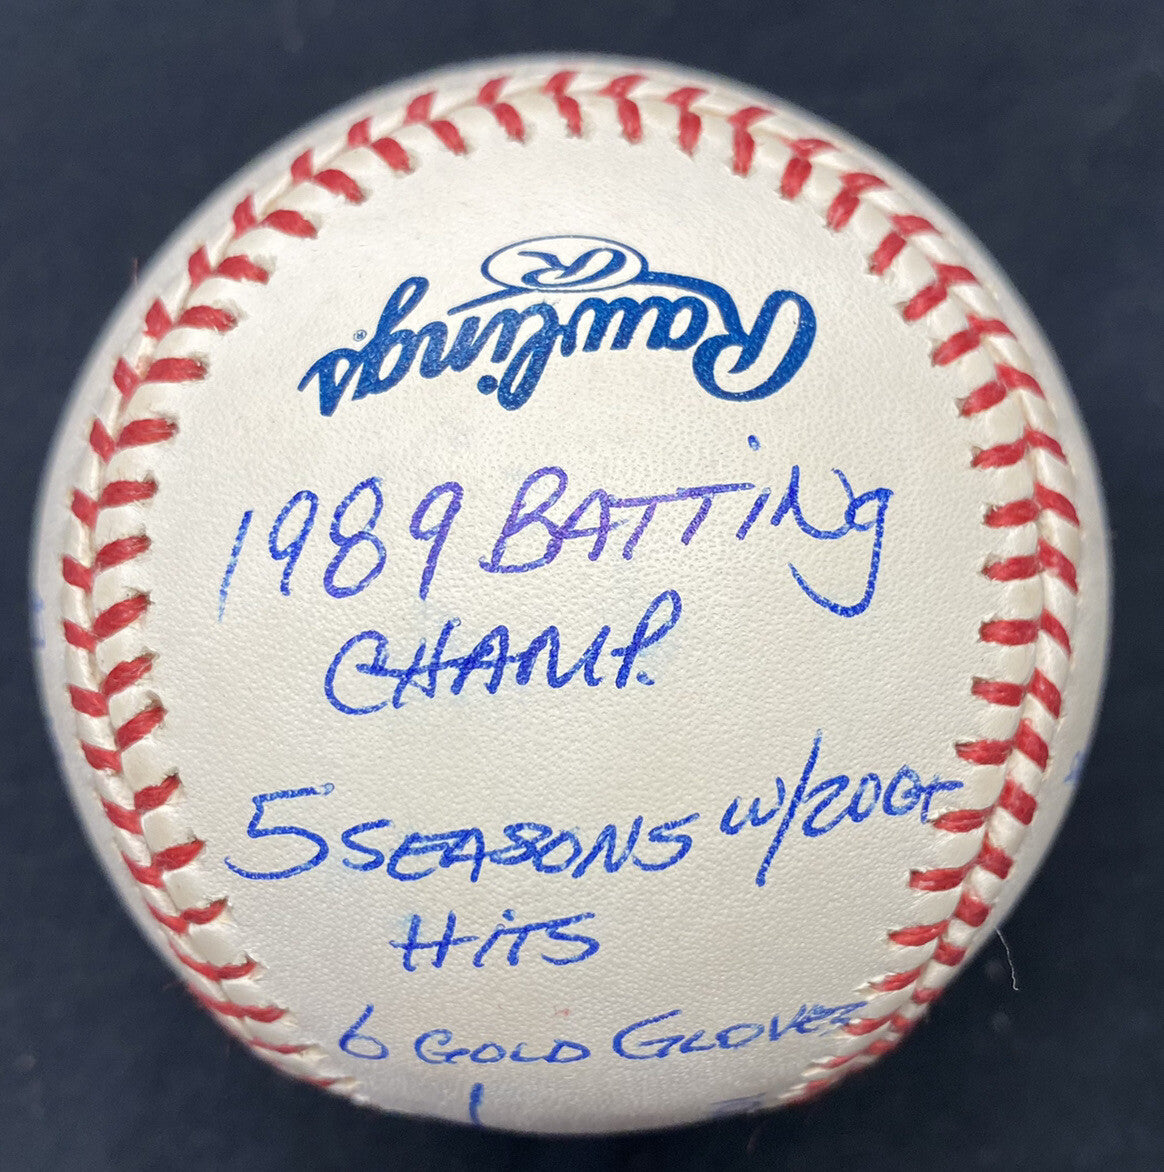 R
Rawlings®
1989 BATTiNg
CHAMP.
5 SEASONS W/200+
HiTS
6 GOLD GLOVES